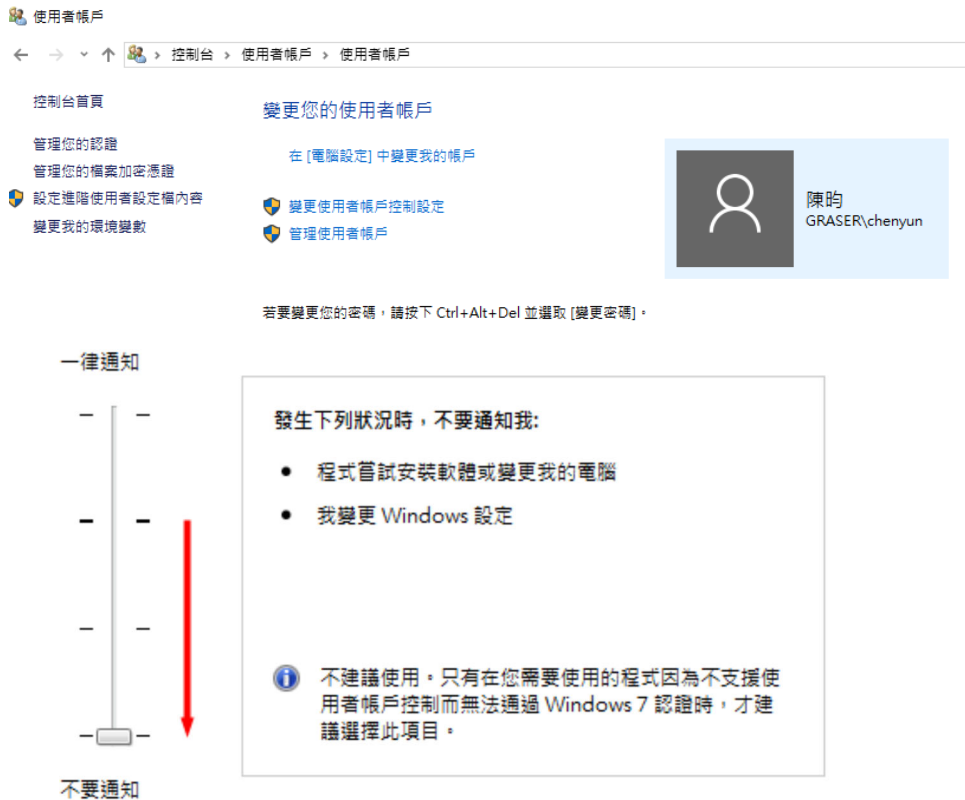 使用者帳戶
控制台 › 使用者帳戶 › 使用者帳戶
控制台首頁
管理您的認證
管理您的檔案加密憑證
設定進階使用者設定檔內容
變更我的環境變數
變更您的使用者帳戶
在 [電腦設定] 中變更我的帳戶
變更使用者帳戶控制設定
管理使用者帳戶
陳昀
GRASER\chenyun
若要變更您的密碼，請按下 Ctrl+Alt+Del 並選取 [變更密碼]。
一律通知
發生下列狀況時，不要通知我:
● 程式嘗試安裝軟體或變更我的電腦
● 我變更 Windows 設定
不建議使用。只有在您需要使用的程式因為不支援使
用者帳戶控制而無法通過 Windows 7 認證時，才建
議選擇此項目。
不要通知